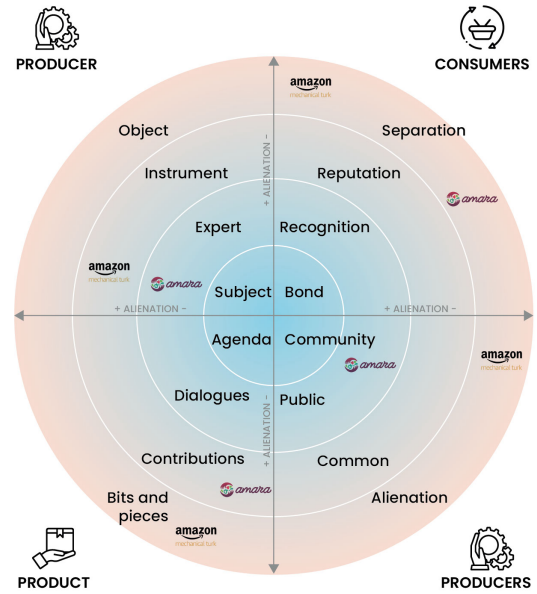 PRODUCER
CONSUMERS
amazon
mechanical turk
Object
Separation
+ ALIENATION -
Instrument
Reputation
amara
Expert
Recognition
amazon
mechanical turk
amara
Subject
Bond
+ ALIENATION -
+ ALIENATION -
Agenda
Community
amazon
mechanical turk
amara
Dialogues
Public
+ ALIENATION -
Contributions
Common
amara
Bits and
pieces
Alienation
amazon
mechanical turk
PRODUCT
PRODUCERS